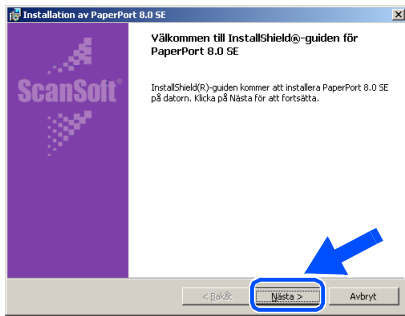 Installation av PaperPort 8.0 SE
Välkommen till InstallShield®-guiden för
PaperPort 8.0 SE
ScanSoft®
InstallShield(R)-guiden kommer att installera PaperPort 8.0 SE
på datorn. Klicka på Nästa för att fortsätta.
< Bakåt
Nästa >
Avbryt